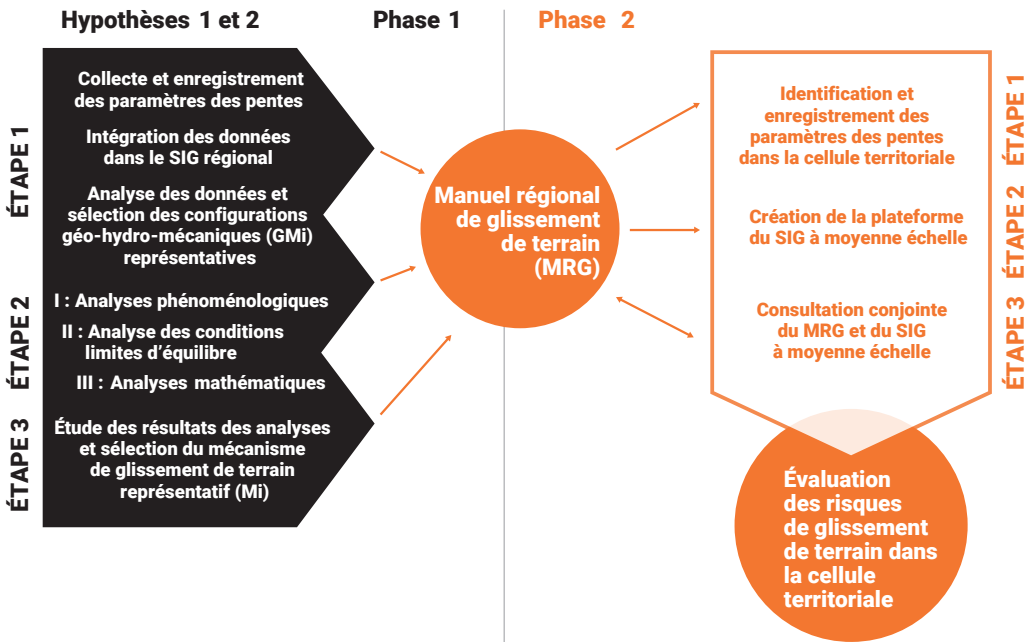 Hypothèses 1 et 2
Phase 1
Phase 2
ÉTAPE 1
Collecte et enregistrement
des paramètres des pentes
Intégration des données
dans le SIG régional
Analyse des données et
sélection des configurations
géo-hydro-mécaniques (GMi)
représentatives
ÉTAPE 2
I : Analyses phénoménologiques
II : Analyse des conditions
limites d'équilibre
III : Analyses mathématiques
ÉTAPE 3
Étude des résultats des analyses
et sélection du mécanisme
de glissement de terrain
représentatif (Mi)
Manuel régional
de glissement
de terrain
(MRG)
Identification et
enregistrement des
paramètres des pentes
dans la cellule territoriale
ÉTAPE 1
Création de la plateforme
du SIG à moyenne échelle
ÉTAPE 2
Consultation conjointe
du MRG et du SIG
à moyenne échelle
ÉTAPE 3
Évaluation
des risques
de glissement
de terrain dans
la cellule
territoriale